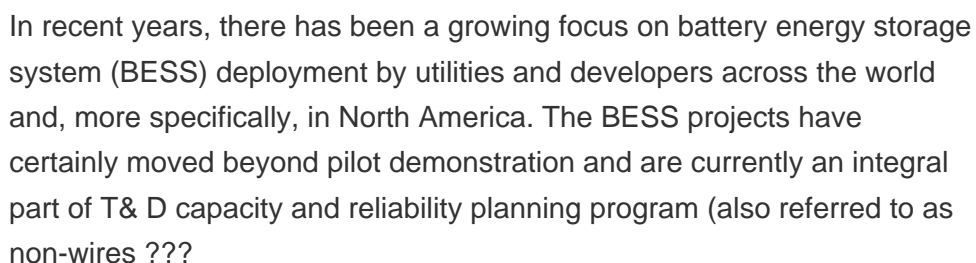 In recent years, there has been a growing focus on battery energy storage
system (BESS) deployment by utilities and developers across the world
and, more specifically, in North America. The BESS projects have
certainly moved beyond pilot demonstration and are currently an integral
part of T& D capacity and reliability planning program (also referred to as
non-wires ???